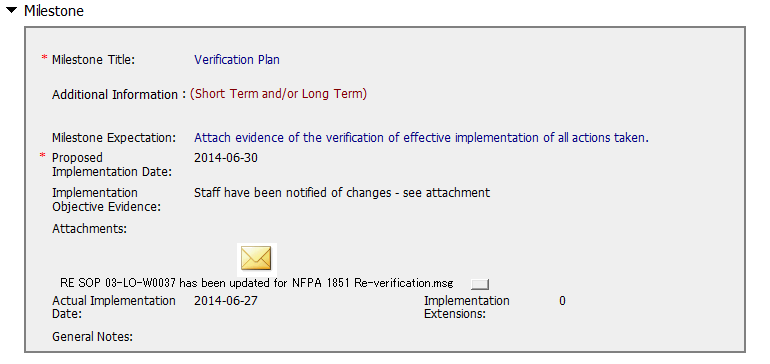 Milestone
* Milestone Title: Verification Plan
Additional Information : (Short Term and/or Long Term)
Milestone Expectation: Attach evidence of the verification of effective implementation of all actions taken.
* Proposed 2014-06-30
Implementation Date:
Implementation Staff have been notified of changes - see attachment
Objective Evidence:
Attachments:
RE SOP 03-LO-W0037 has been updated for NFPA 1851 Re-verification.msg
Actual Implementation 2014-06-27 Implementation 0
Date: Extensions:
General Notes: